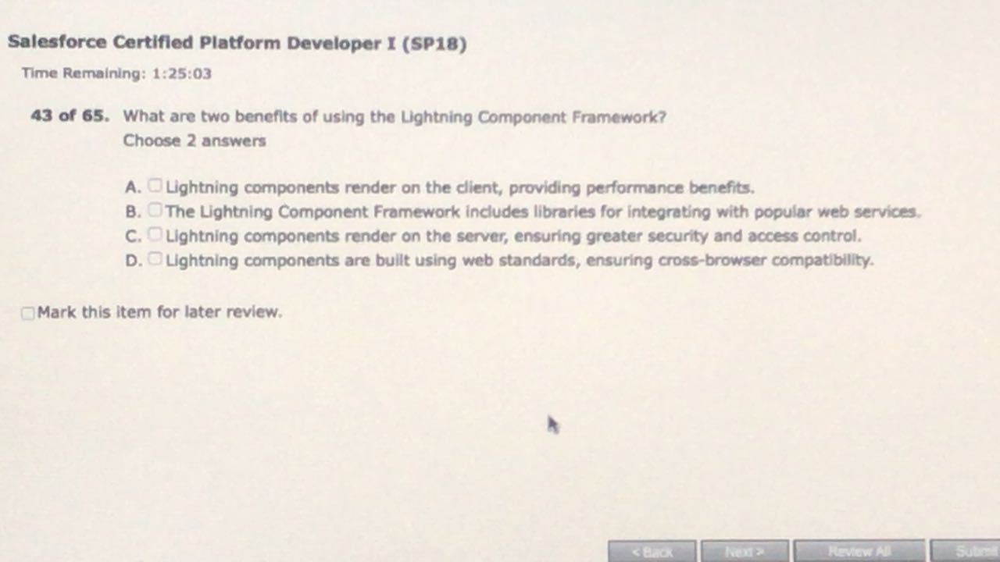 Salesforce Certified Platform Developer I (SP18)
Time Remaining: 1:25:03
43 of 65. What are two benefits of using the Lightning Component Framework?
Choose 2 answers
A. Lightning components render on the client, providing performance benefits.
B. The Lightning Component Framework includes libraries for integrating with popular web services.
C. Lightning components render on the server, ensuring greater security and access control.
D. Lightning components are built using web standards, ensuring cross-browser compatibility.
Mark this item for later review.
< Back Next > Review All Submit